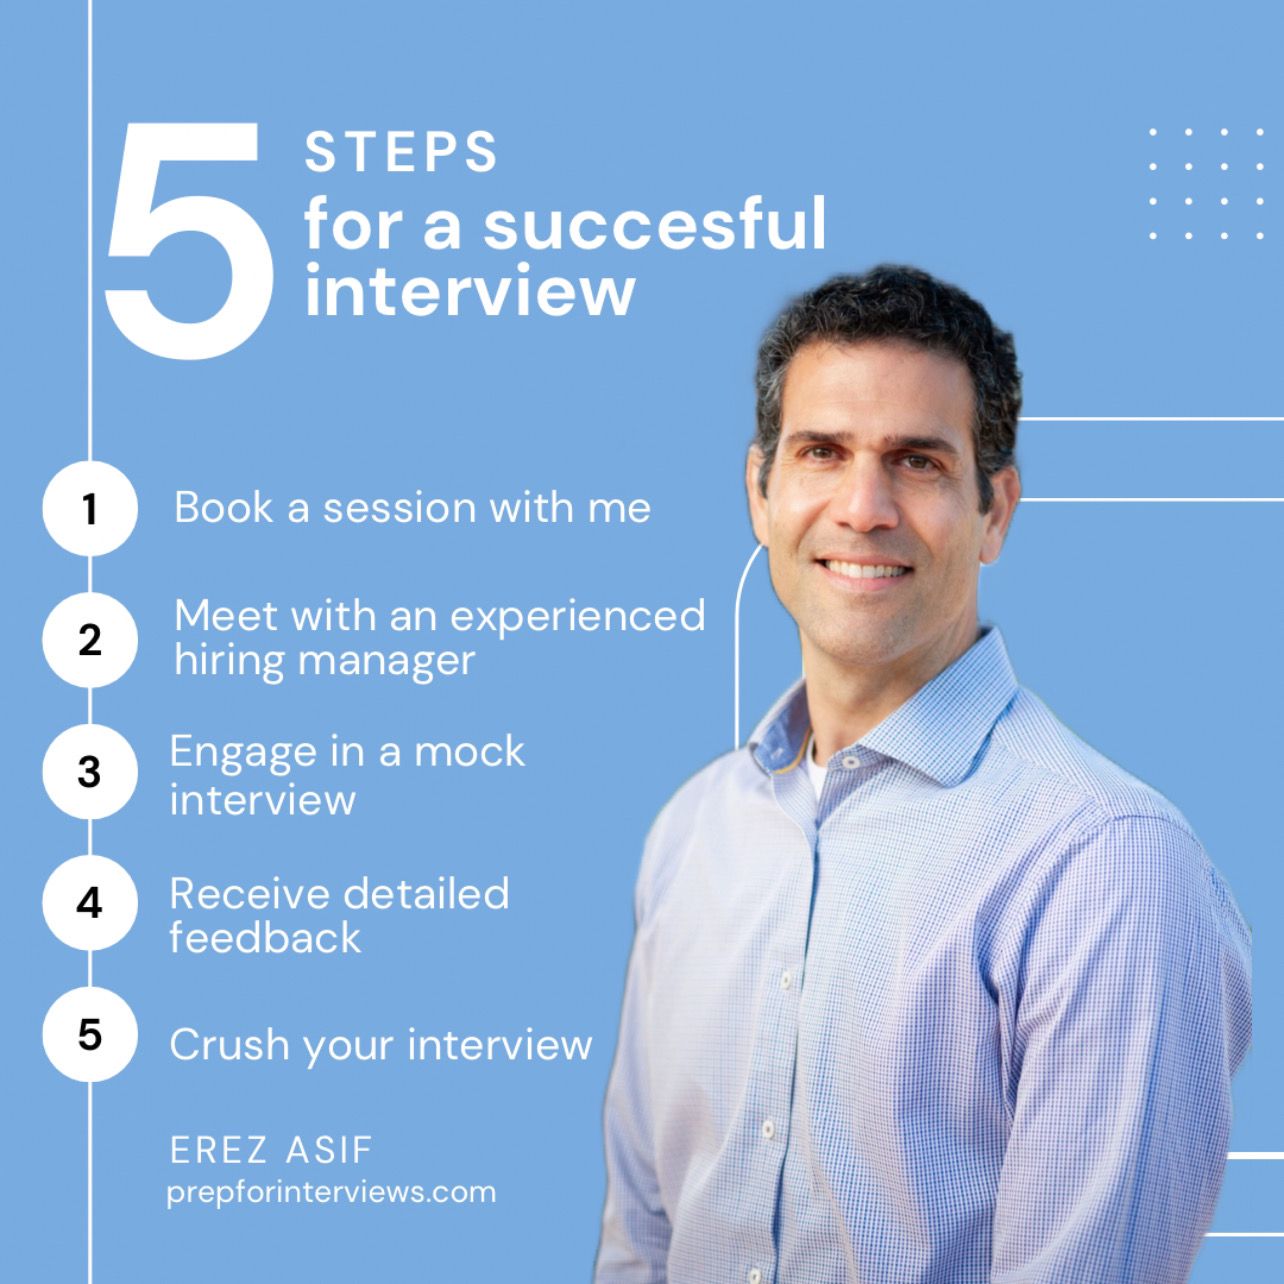 5
STEPS
for a succesful
interview
1
Book a session with me
2
Meet with an experienced
hiring manager
3
Engage in a mock
interview
4
Receive detailed
feedback
5
Crush your interview
EREZ ASIF
prepforinterviews.com